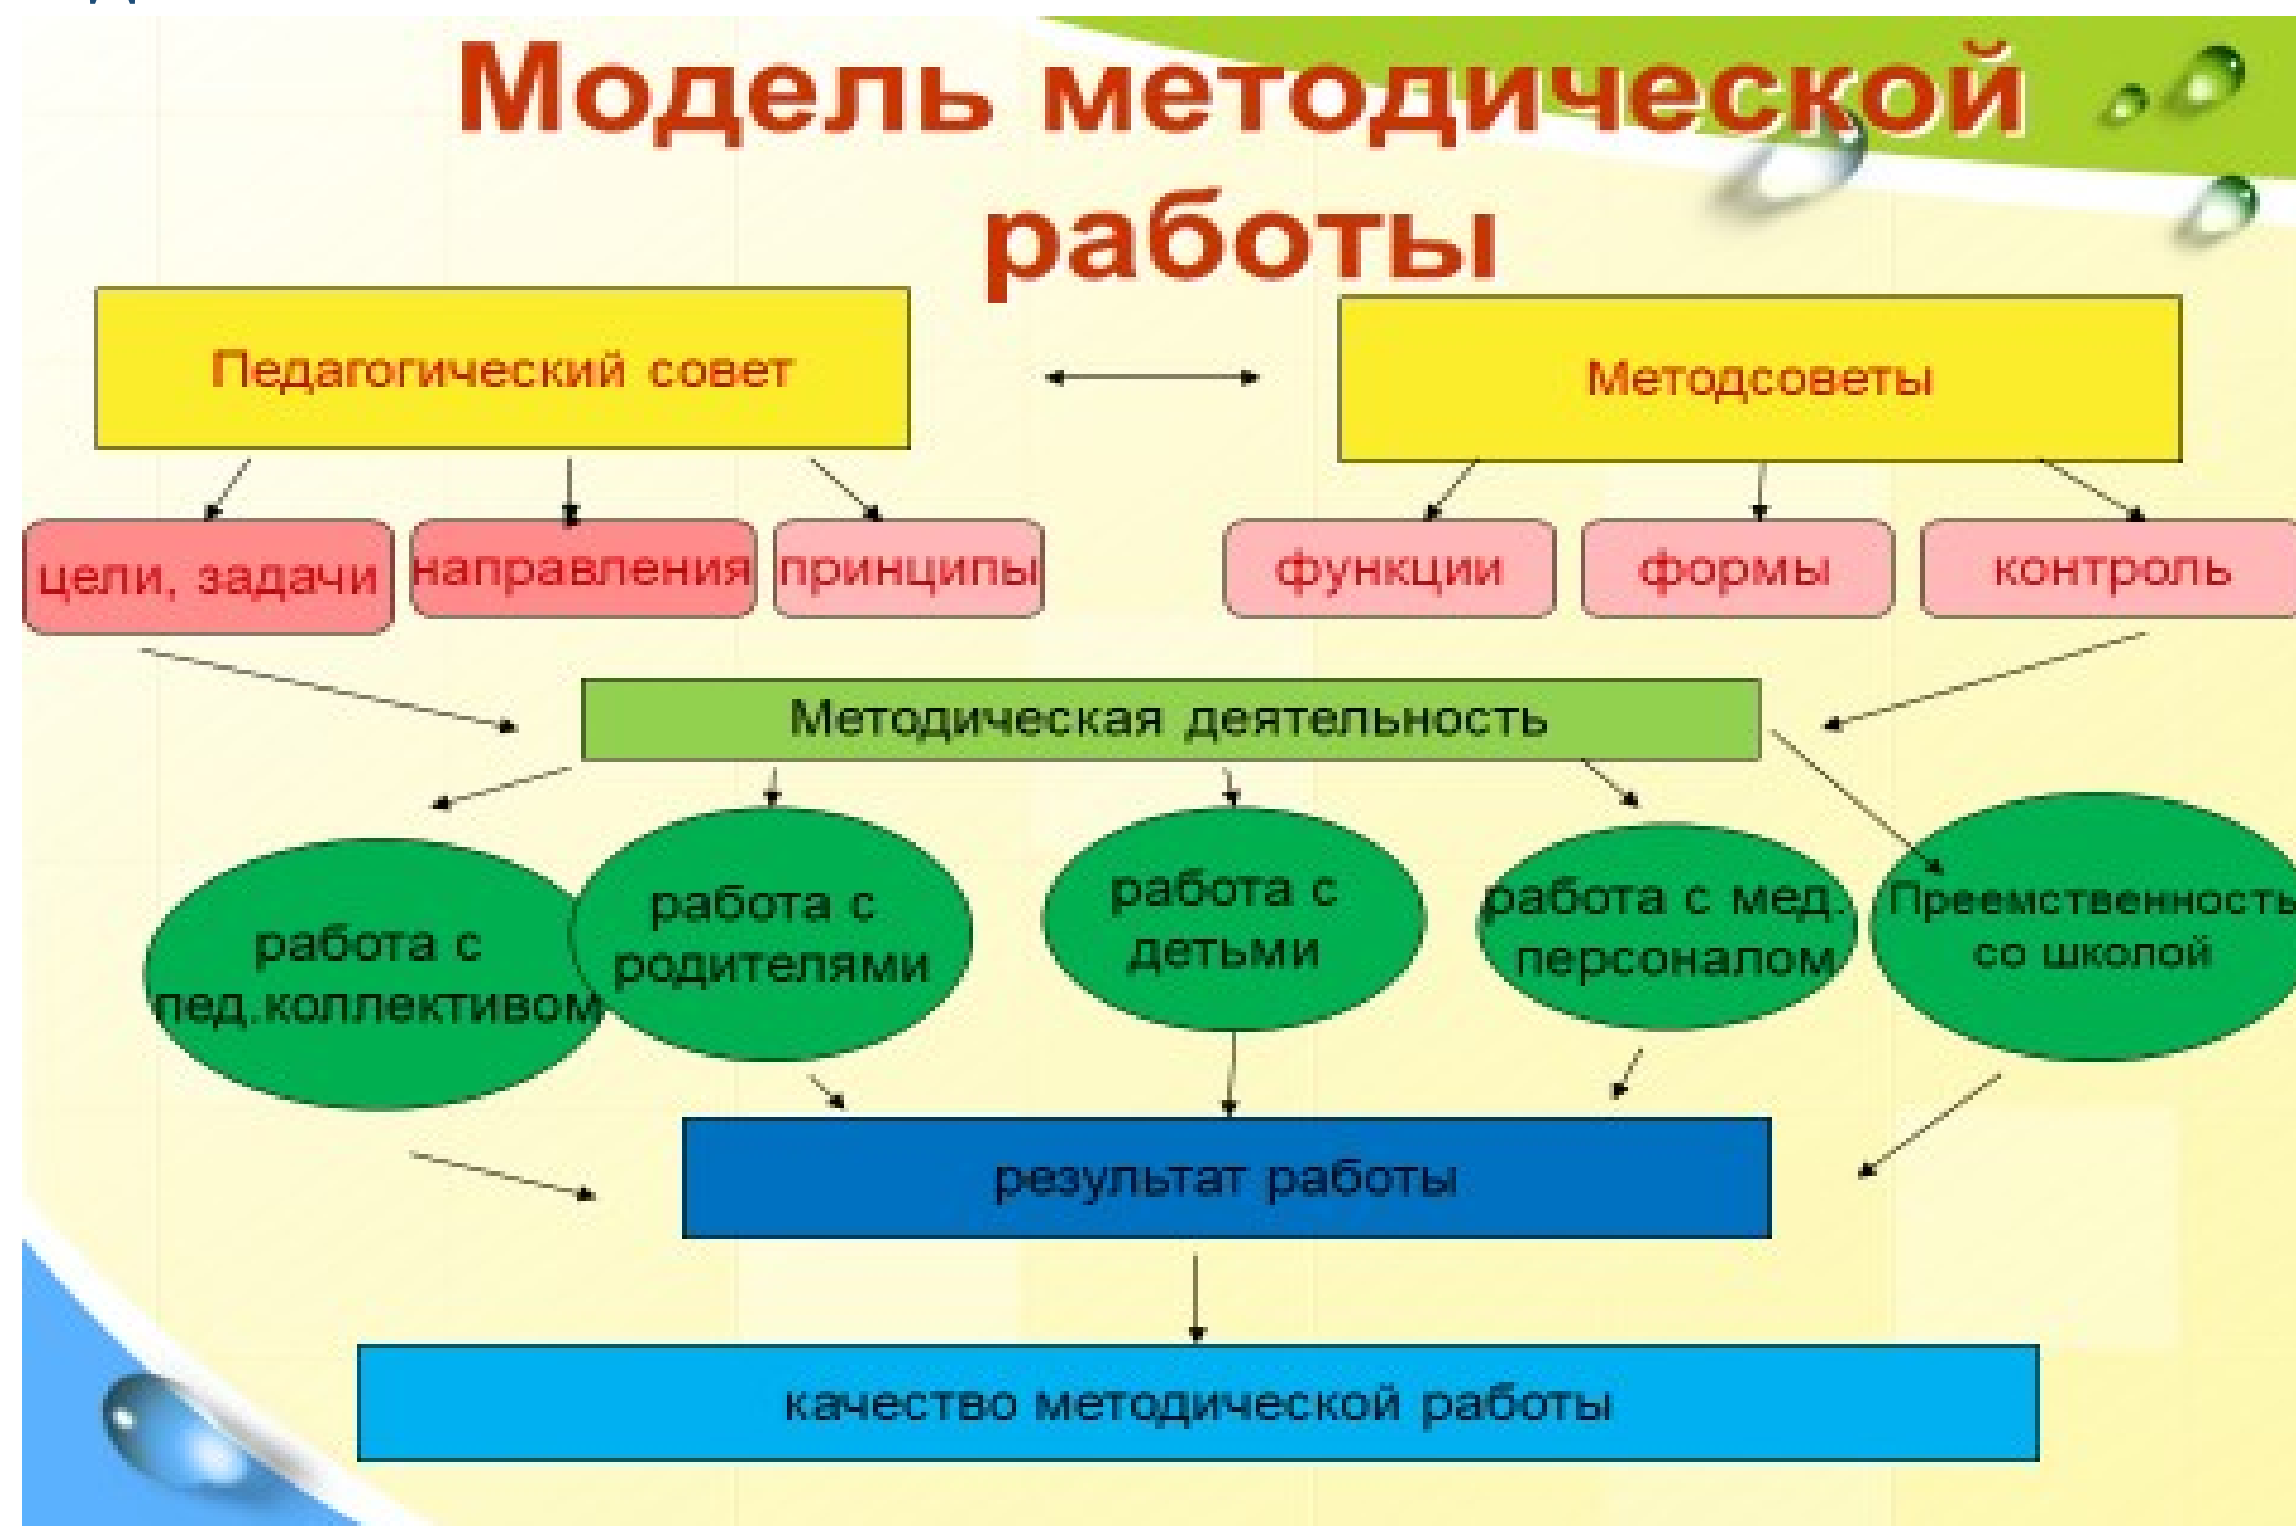 Модель методической
работы
Педагогический совет
Методсоветы
цели, задачи
направления
принципы
функции
формы
контроль
Методическая деятельность
работа с
пед.коллективом
работа с
родителями
работа с
детьми
работа с мед.
персоналом
Преемственность
со школой
результат работы
качество методической работы